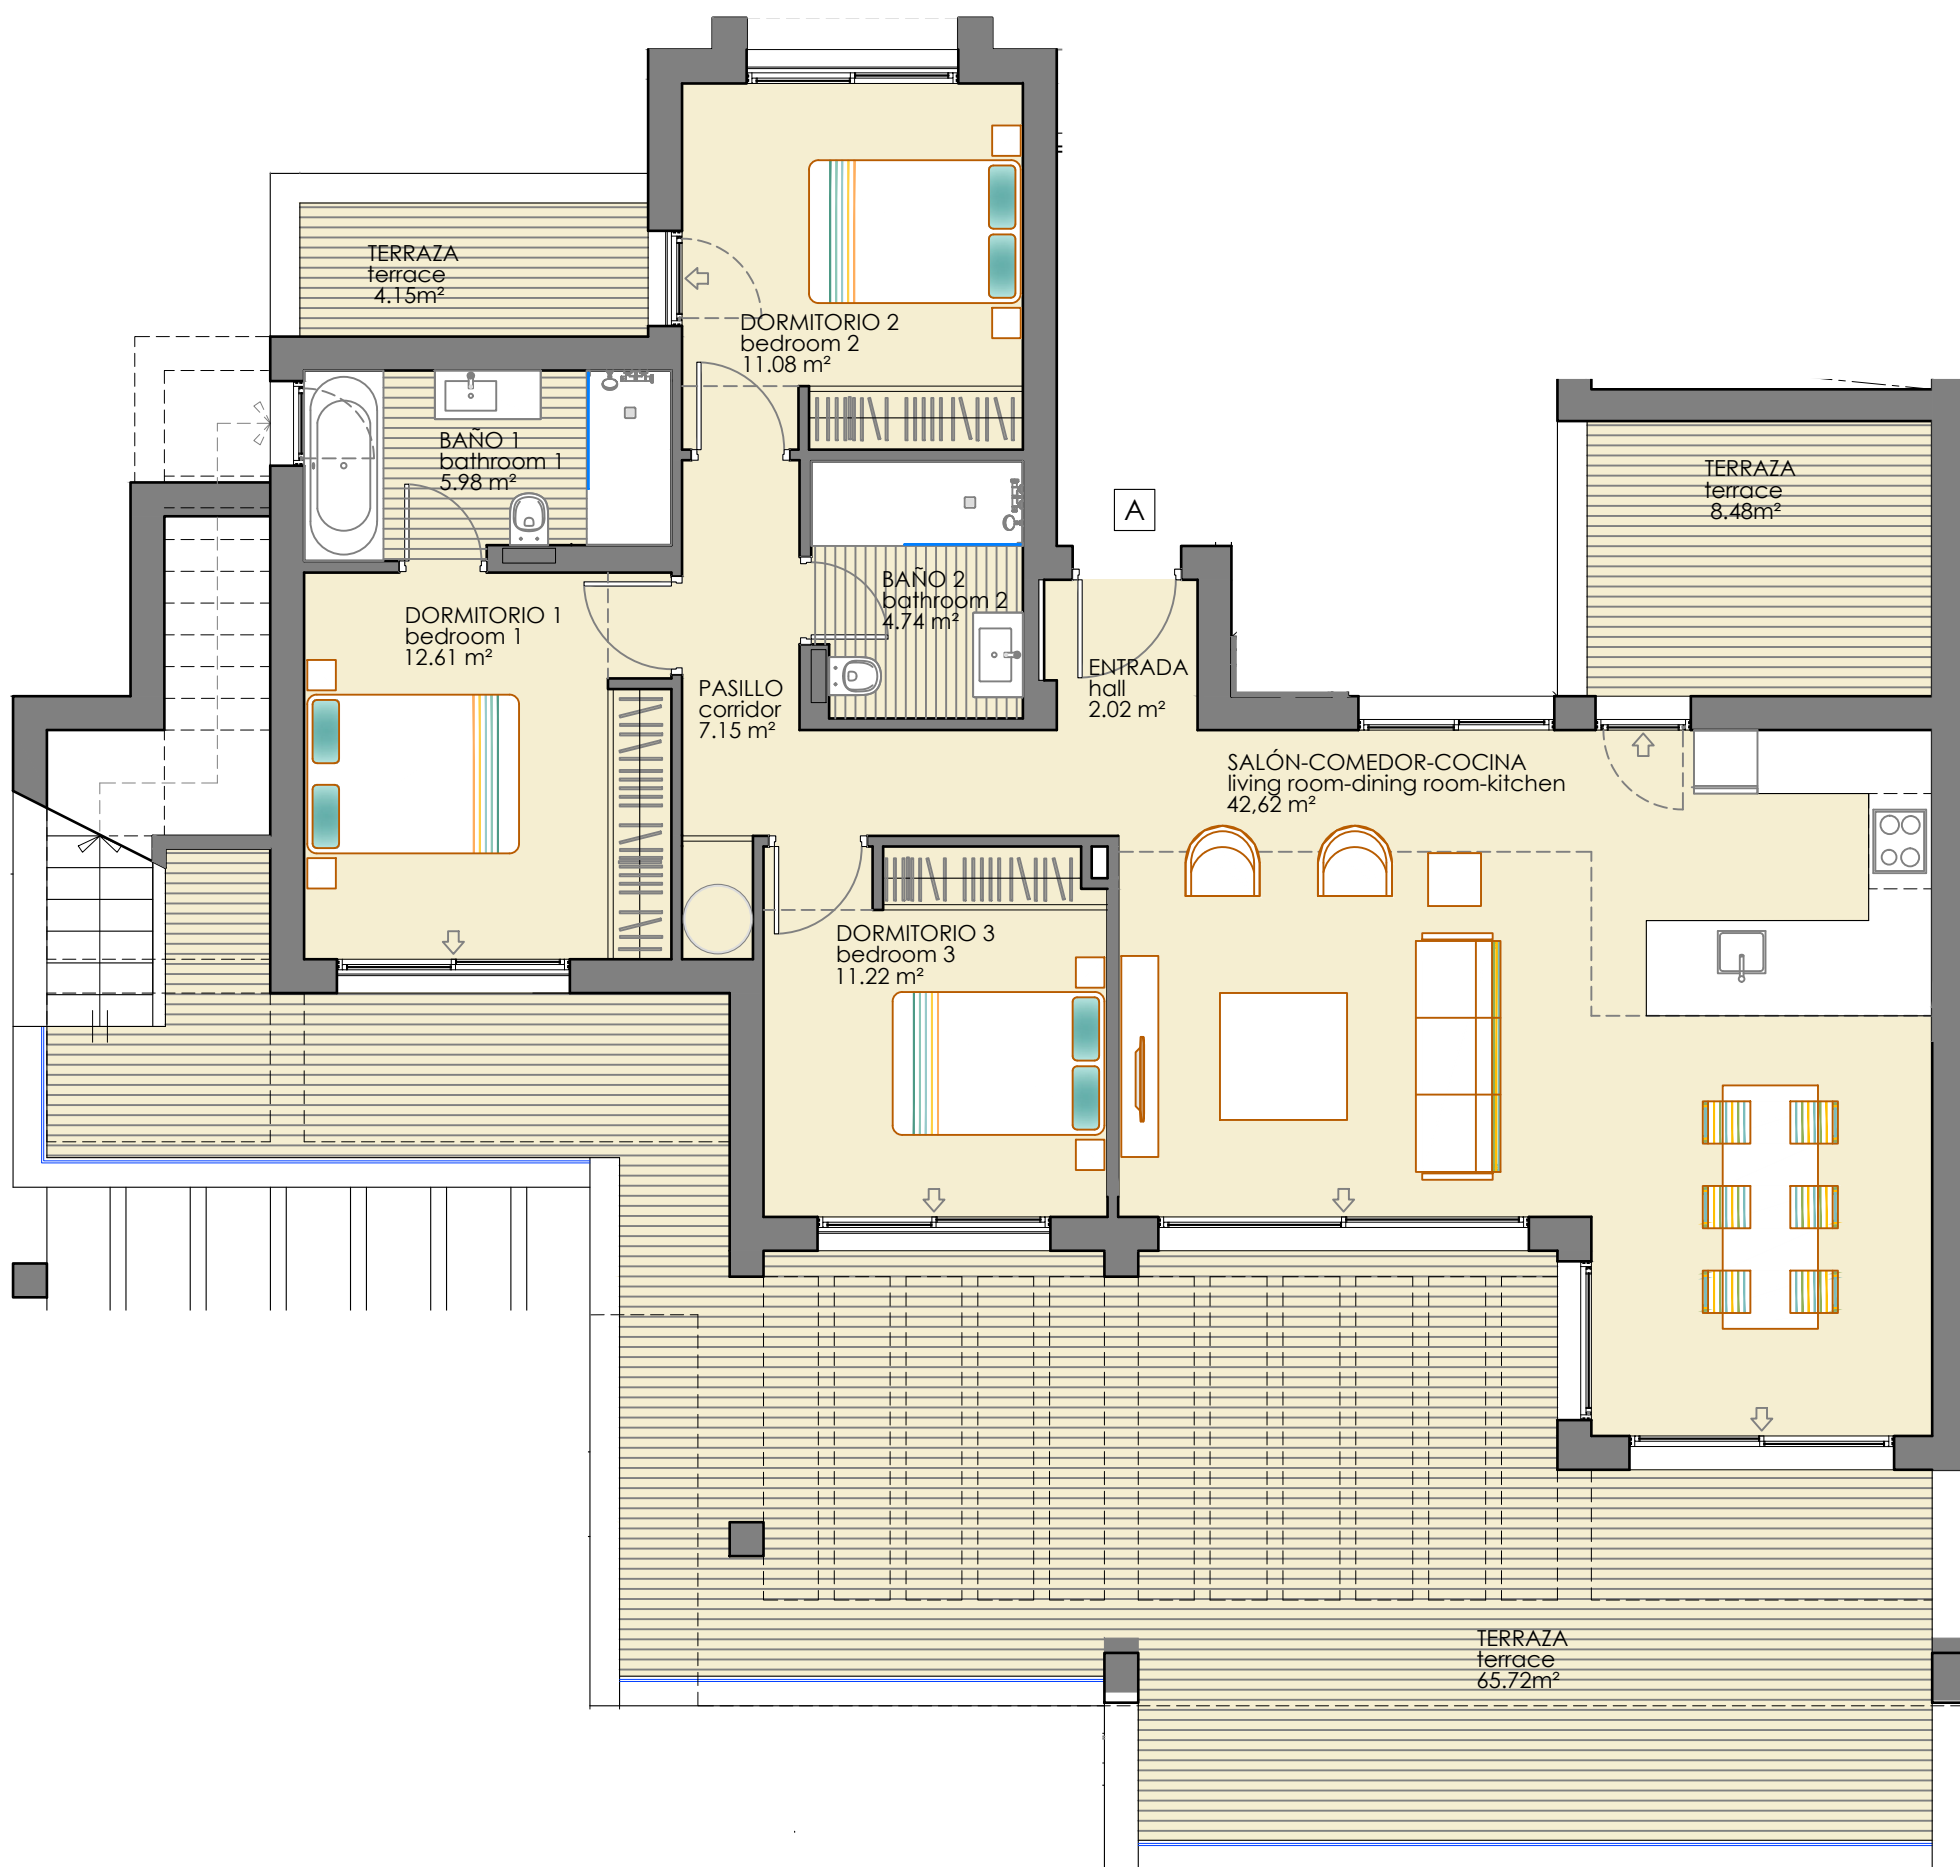 TERRAZA
terrace
4.15m²
DORMITORIO 2
bedroom 2
11.08 m²
BAÑO 1
bathroom 1
5.98 m²
TERRAZA
terrace
8.48m²
A
BAÑO 2
bathroom 2
4.74 m²
DORMITORIO 1
bedroom 1
12.61 m²
ENTRADA
hall
2.02 m²
PASILLO
corridor
7.15 m²
SALÓN-COMEDOR-COCINA
living room-dining room-kitchen
42,62 m²
DORMITORIO 3
bedroom 3
11.22 m²
TERRAZA
terrace
65.72m²